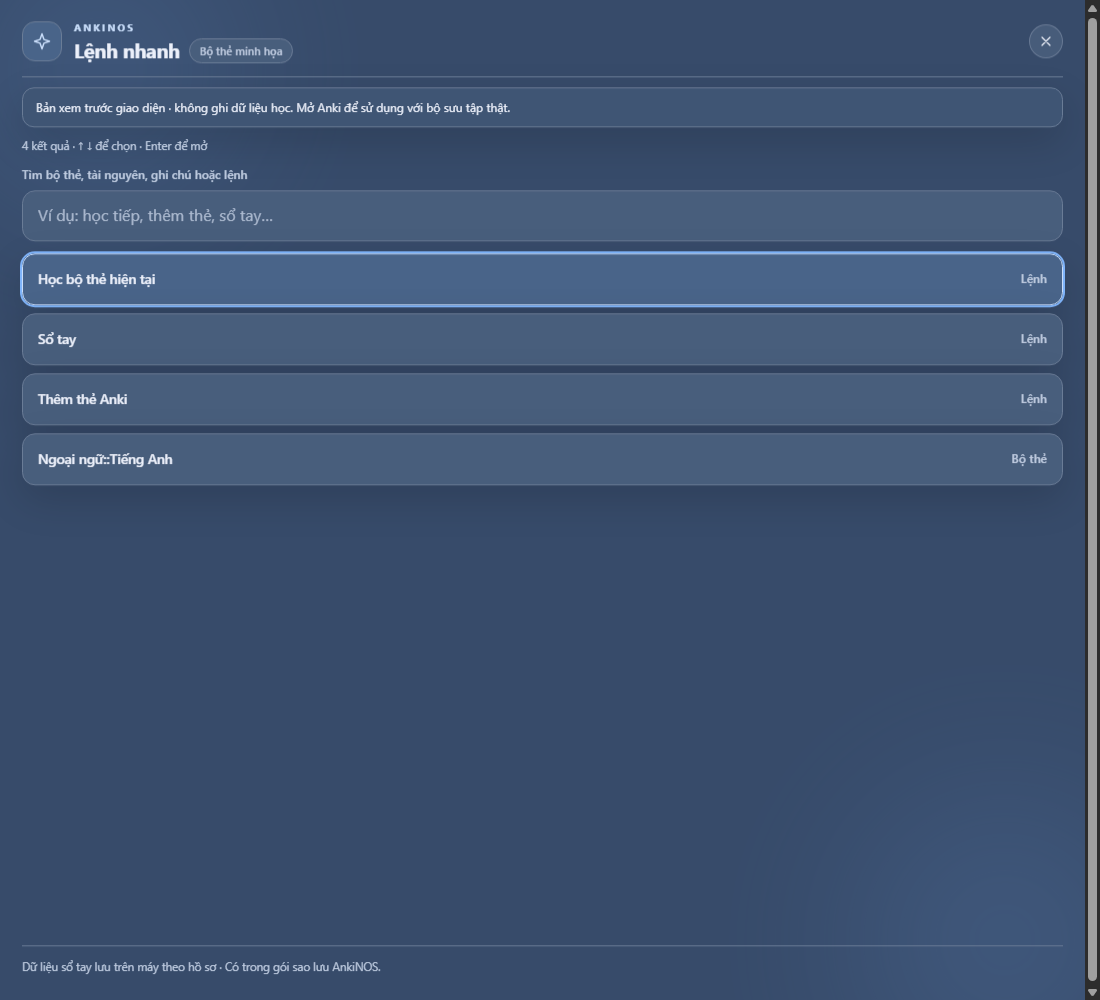 ANKINOS
Lệnh nhanh
Bộ thẻ minh họa
Bản xem trước giao diện · không ghi dữ liệu học. Mở Anki để sử dụng với bộ sưu tập thật.
4 kết quả · ↑ ↓ để chọn · Enter để mở
Tìm bộ thẻ, tài nguyên, ghi chú hoặc lệnh
Ví dụ: học tiếp, thêm thẻ, sổ tay...
Học bộ thẻ hiện tại Lệnh
Sổ tay Lệnh
Thêm thẻ Anki Lệnh
Ngoại ngữ::Tiếng Anh Bộ thẻ
Dữ liệu sổ tay lưu trên máy theo hồ sơ · Có trong gói sao lưu AnkiNOS.